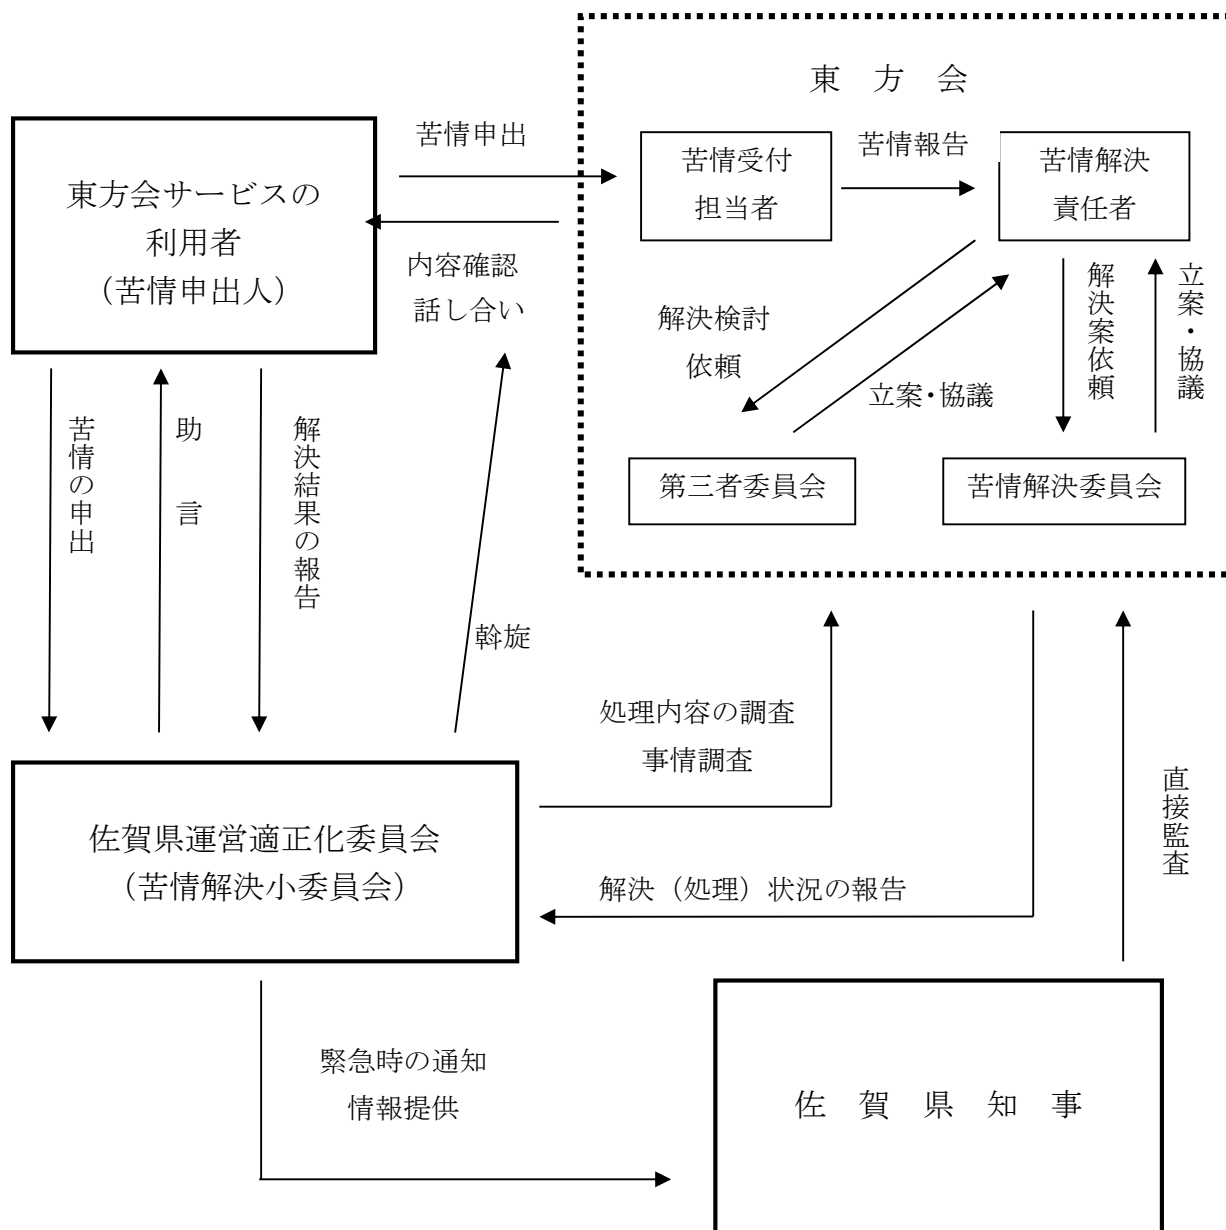 東 方 会
苦情申出
苦情受付
担当者
苦情報告
苦情解決
責任者
東方会サービスの
利用者
（苦情申出人）
内容確認
話し合い
解決検討
依頼
立案・協議
解決案依頼
立案・協議
第三者委員会
苦情解決委員会
苦情の申出
助 言
解決結果の報告
斡旋
処理内容の調査
事情調査
直接監査
佐賀県運営適正化委員会
（苦情解決小委員会）
解決（処理）状況の報告
緊急時の通知
情報提供
佐 賀 県 知 事